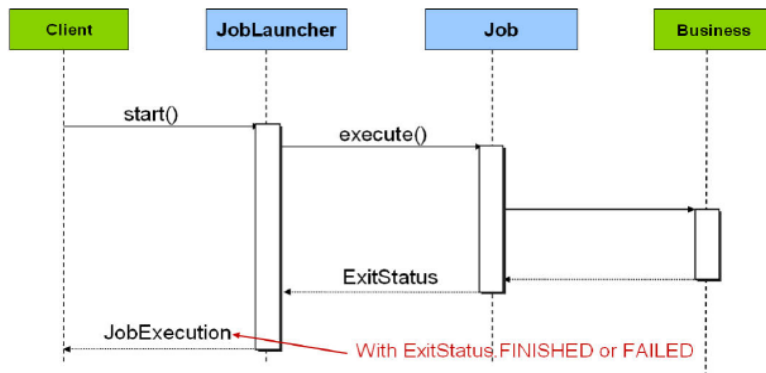 Client
JobLauncher
Job
Business
start()
execute()
ExitStatus
JobExecution
With ExitStatus.FINISHED or FAILED